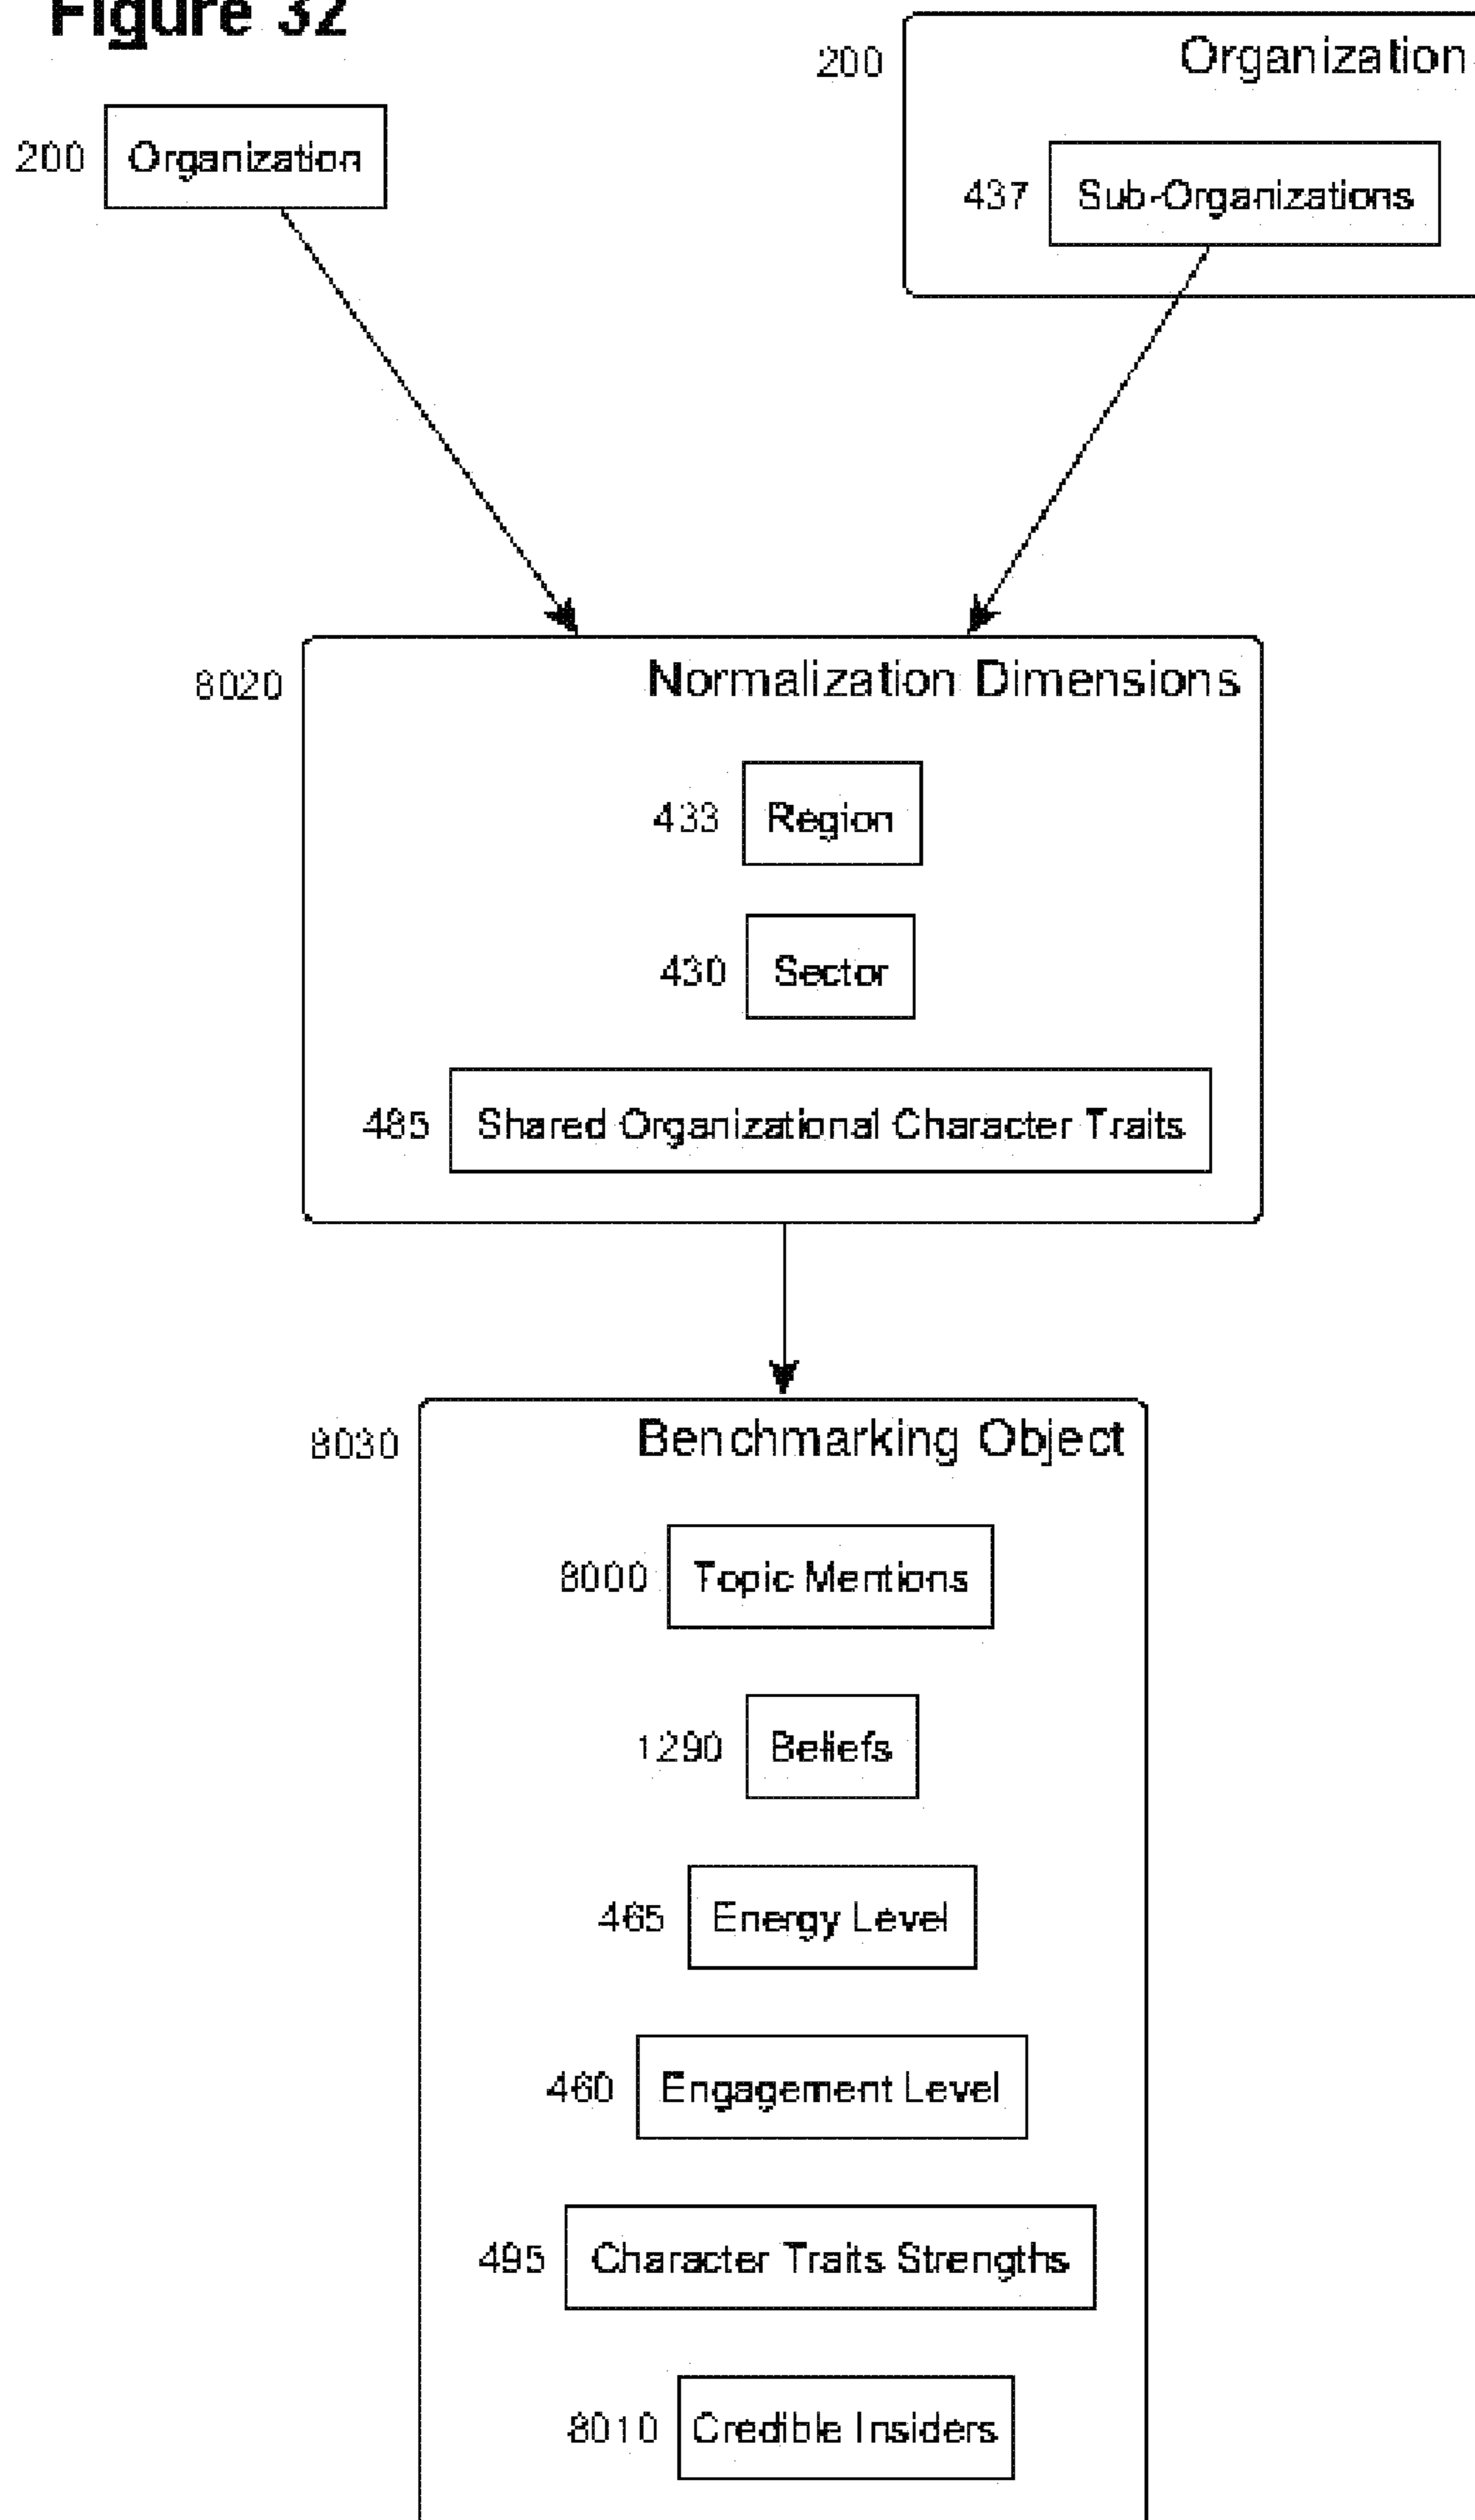 Figure 32
200 Organization
200 Organization
437 Sub-Organizations
8020 Normalization Dimensions
433 Region
430 Sector
485 Shared Organizational Character Traits
8030 Benchmarking Object
8000 Topic Mentions
1290 Beliefs
465 Energy Level
460 Engagement Level
495 Character Traits Strengths
8010 Credible Insiders